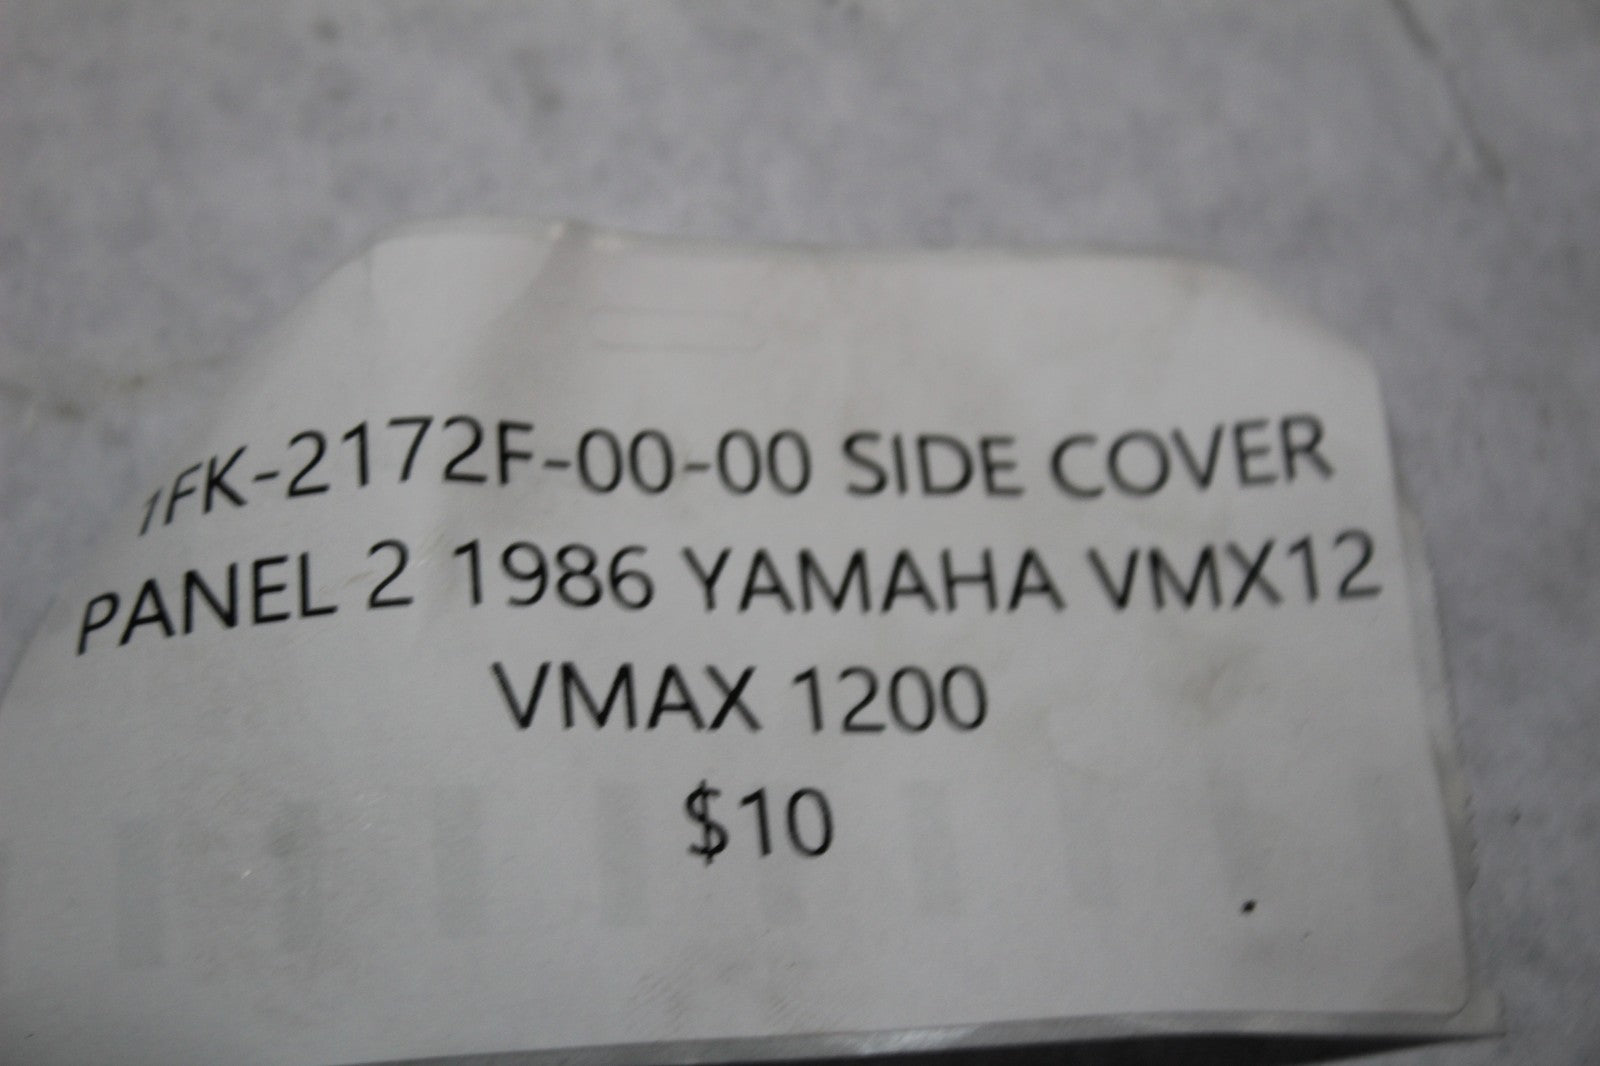 1FK-2172F-00-00 SIDE COVER
PANEL 2 1986 YAMAHA VMX12
VMAX 1200
$10